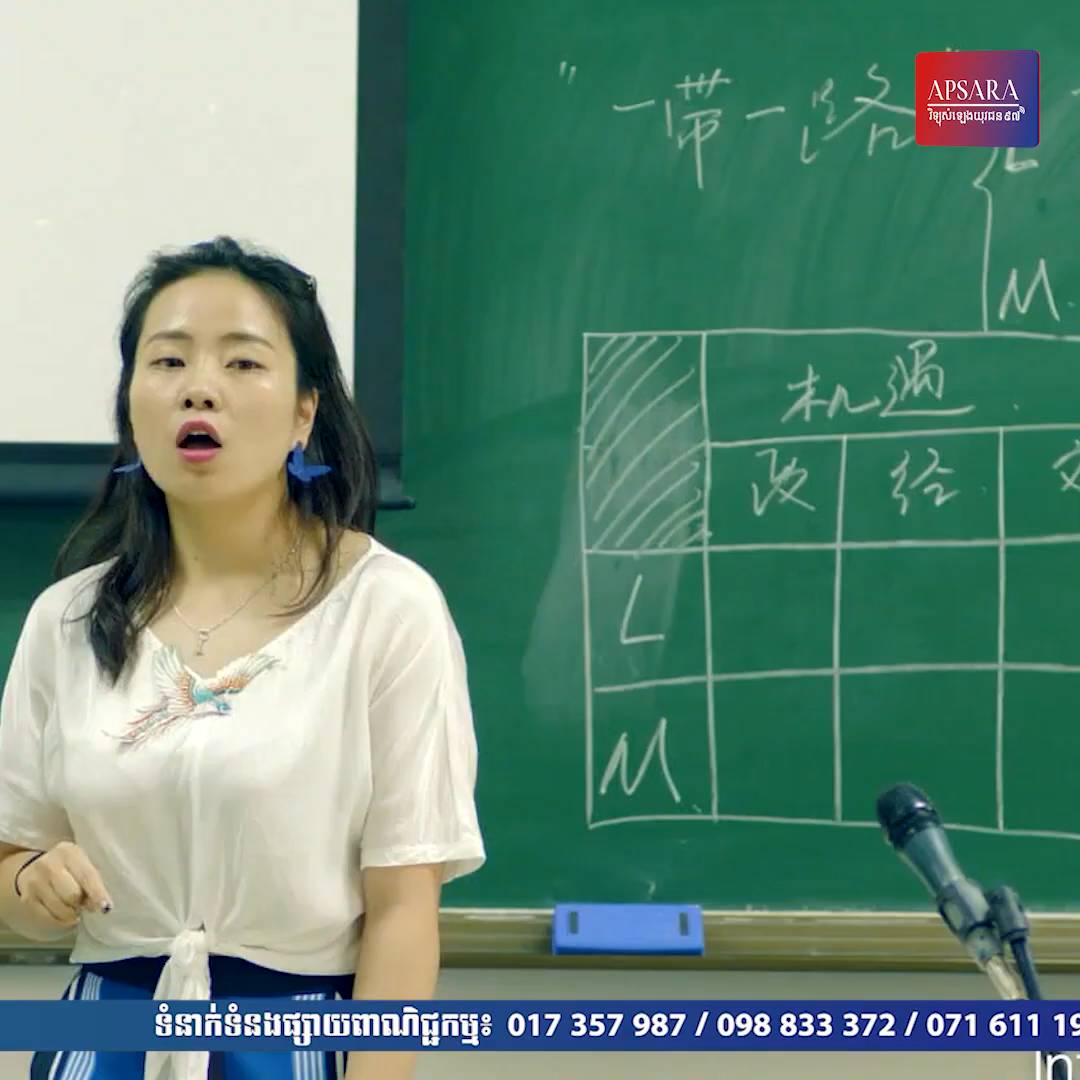 "一带一路"
APSARA
វិទ្យុសំឡេងយុវជន ៩៧
L
M.
机遇.
政 经.
L
M.
ទំនាក់ទំនងផ្សាយពាណិជ្ជកម្ម៖ 017 357 987 / 098 833 372 / 071 611 19
Int